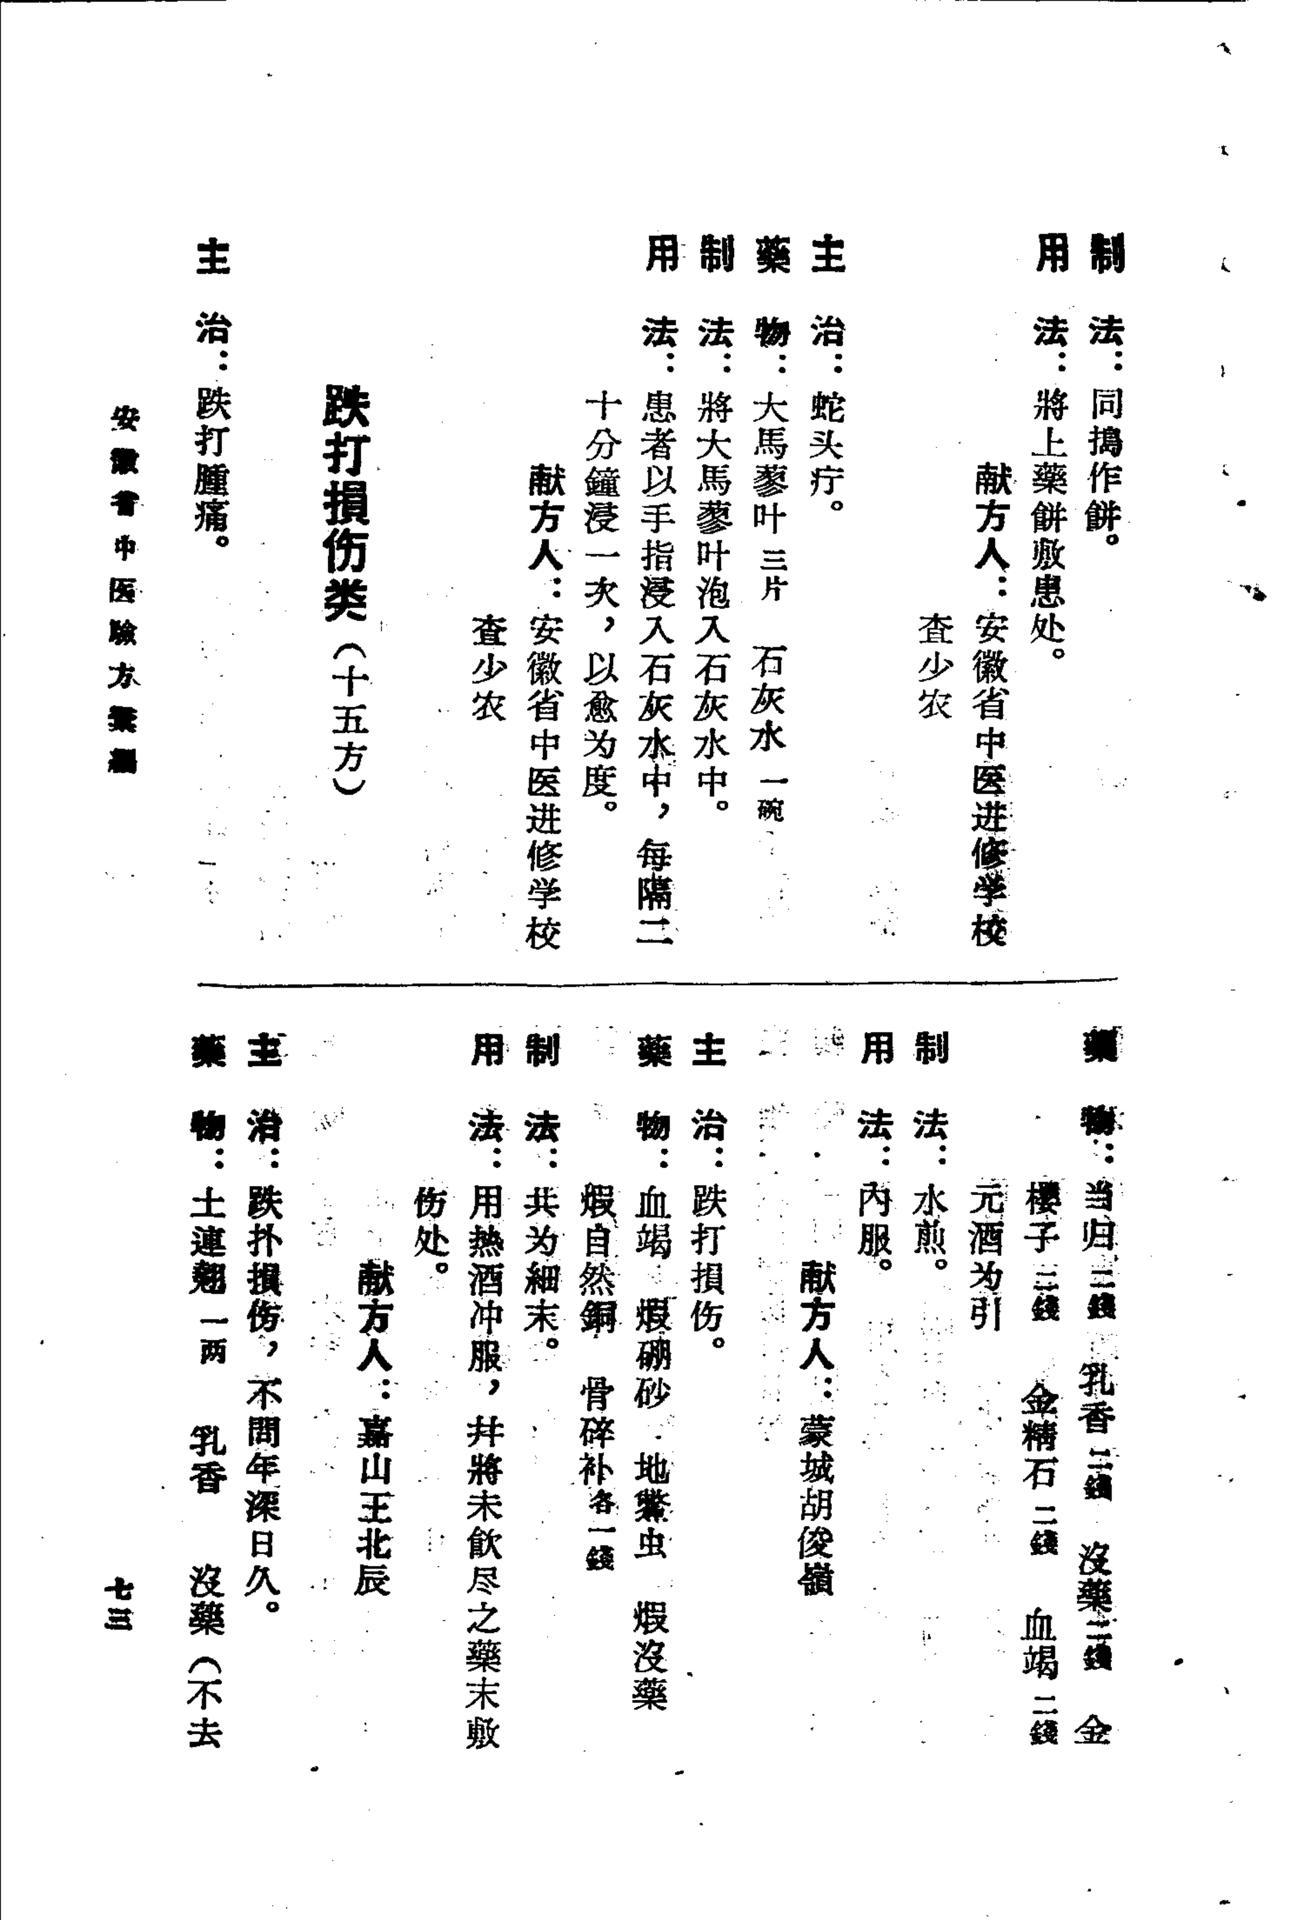 制　法：同搗作餅。
用　法：將上藥餅敷患处。
献方人：安徽省中医进修学校
查少农
主　治：蛇头疔。
藥　物：大馬蓼叶三片　石灰水一碗
制　法：將大馬蓼叶泡入石灰水中。
用　法：患者以手指浸入石灰水中，每隔二
十分鐘浸一次，以愈为度。
献方人：安徽省中医进修学校
查少农
跌打損伤类（十五方）
主　治：跌打腫痛。
藥　物：当归二錢　乳香二錢　沒藥二錢　金
櫻子二錢　金精石二錢　血竭二錢
元酒为引
制　法：水煎。
用　法：內服。
献方人：蒙城胡俊嶺
主　治：跌打損伤。
藥　物：血竭　煆硼砂　地鱉虫　煆沒藥
煆自然銅　骨碎补各一錢
制　法：共为細末。
用　法：用热酒冲服，幷將未飮尽之藥末敷
伤处。
献方人：嘉山王北辰
主　治：跌扑損伤，不問年深日久。
藥　物：土連翹一两　乳香　沒藥（不去
安徽省中医驗方彙編
七三